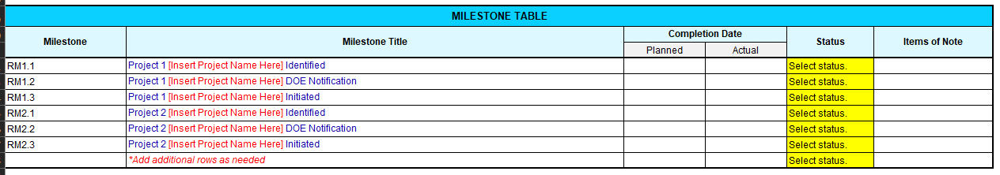 MILESTONE TABLE
Milestone Milestone Title Completion Date Status Items of Note
Planned Actual
RM1.1 Project 1 [Insert Project Name Here] Identified Select status.
RM1.2 Project 1 [Insert Project Name Here] DOE Notification Select status.
RM1.3 Project 1 [Insert Project Name Here] Initiated Select status.
RM2.1 Project 2 [Insert Project Name Here] Identified Select status.
RM2.2 Project 2 [Insert Project Name Here] DOE Notification Select status.
RM2.3 Project 2 [Insert Project Name Here] Initiated Select status.
*Add additional rows as needed Select status.